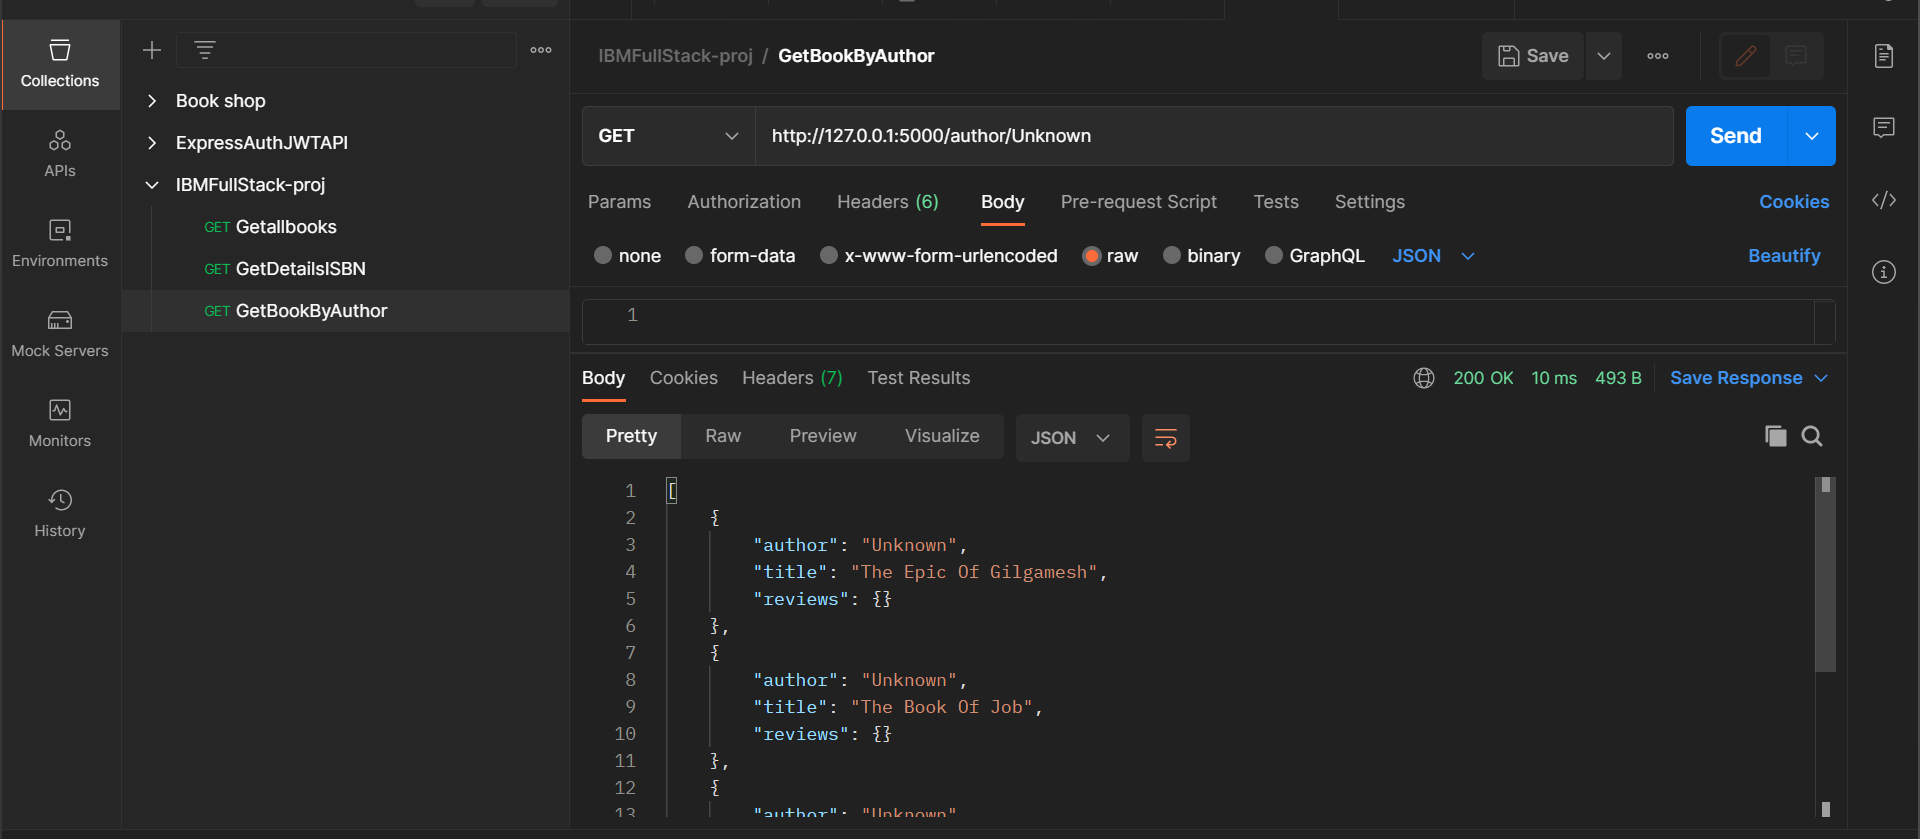 Collections
APIs
Environments
Mock Servers
Monitors
History
Book shop
ExpressAuthJWTAPI
IBMFullStack-proj
GET Getallbooks
GET GetDetailsISBN
GET GetBookByAuthor
IBMFullStack-proj / GetBookByAuthor
Save
GET http://127.0.0.1:5000/author/Unknown
Send
Params Authorization Headers (6) Body Pre-request Script Tests Settings Cookies
none form-data x-www-form-urlencoded raw binary GraphQL JSON Beautify
1
Body Cookies Headers (7) Test Results 200 OK 10 ms 493 B Save Response
Pretty Raw Preview Visualize JSON
1 [
2 {
3 "author": "Unknown",
4 "title": "The Epic Of Gilgamesh",
5 "reviews": {}
6 },
7 {
8 "author": "Unknown",
9 "title": "The Book Of Job",
10 "reviews": {}
11 },
12 {
13 "author": "Unknown"